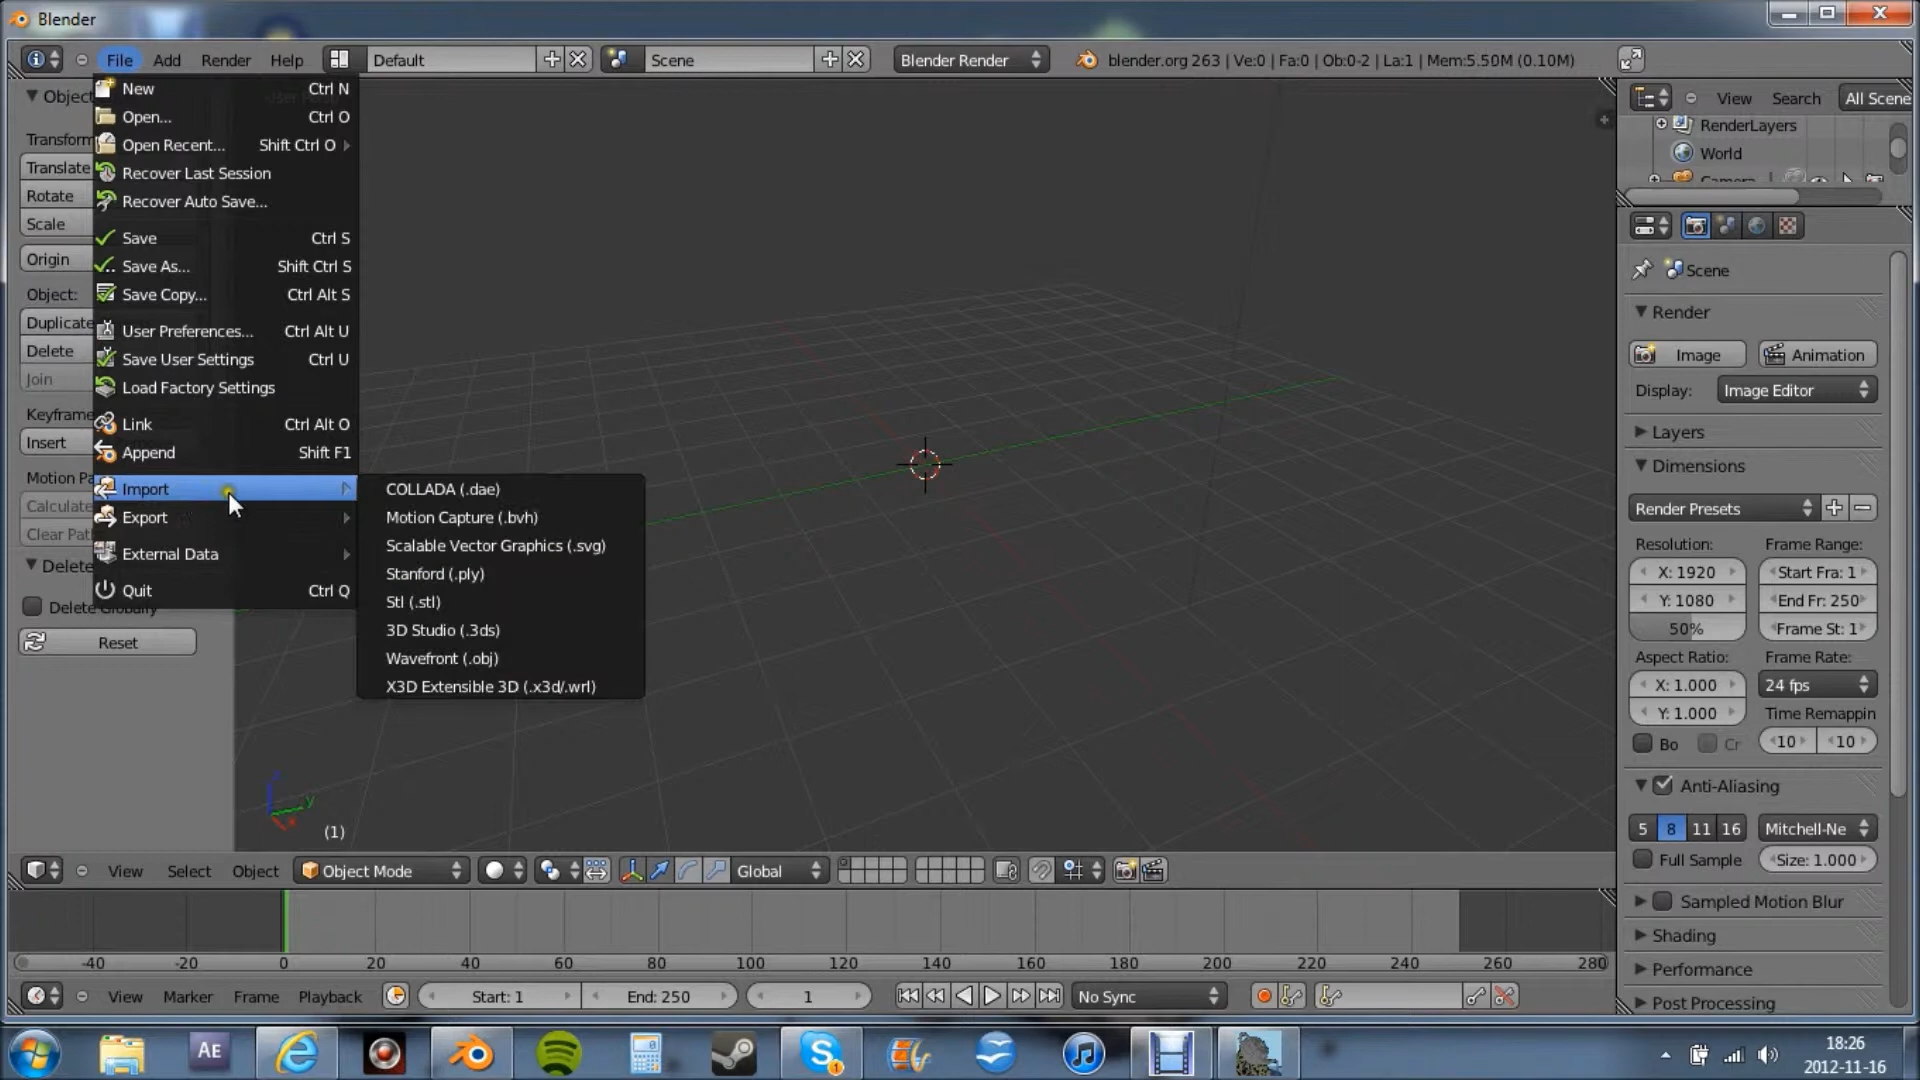 Blender
File Add Render Help Default Scene Blender Render blender.org 263 | Ve:0 | Fa:0 | Ob:0-2 | La:1 | Mem:5.50M (0.10M)
New Ctrl N
Open... Ctrl O
Open Recent... Shift Ctrl O
Recover Last Session
Recover Auto Save...
Save Ctrl S
Save As... Shift Ctrl S
Save Copy... Ctrl Alt S
User Preferences... Ctrl Alt U
Save User Settings Ctrl U
Load Factory Settings
Link Ctrl Alt O
Append Shift F1
Import
Export
External Data
Quit Ctrl Q
COLLADA (.dae)
Motion Capture (.bvh)
Scalable Vector Graphics (.svg)
Stanford (.ply)
Stl (.stl)
3D Studio (.3ds)
Wavefront (.obj)
X3D Extensible 3D (.x3d/.wrl)
Object
Transform
Translate
Rotate
Scale
Origin
Object:
Duplicate
Delete
Join
Keyframe
Insert
Motion Pa
Calculate
Clear Pat
Delete
Delete Globally
Reset
y
(1)
View Search All Scene
RenderLayers
World
Camera
Scene
Render
Image Animation
Display: Image Editor
Layers
Dimensions
Render Presets
Resolution: Frame Range:
X: 1920 Start Fra: 1
Y: 1080 End Fr: 250
50% Frame St: 1
Aspect Ratio: Frame Rate:
X: 1.000 24 fps
Y: 1.000 Time Remappin
Bo Cr 10 10
Anti-Aliasing
5 8 11 16 Mitchell-Ne
Full Sample Size: 1.000
Sampled Motion Blur
Shading
Performance
Post Processing
View Select Object Object Mode Global
-40 -20 0 20 40 60 80 100 120 140 160 180 200 220 240 260 280
View Marker Frame Playback Start: 1 End: 250 1 No Sync
AE
S
1
18:26
2012-11-16